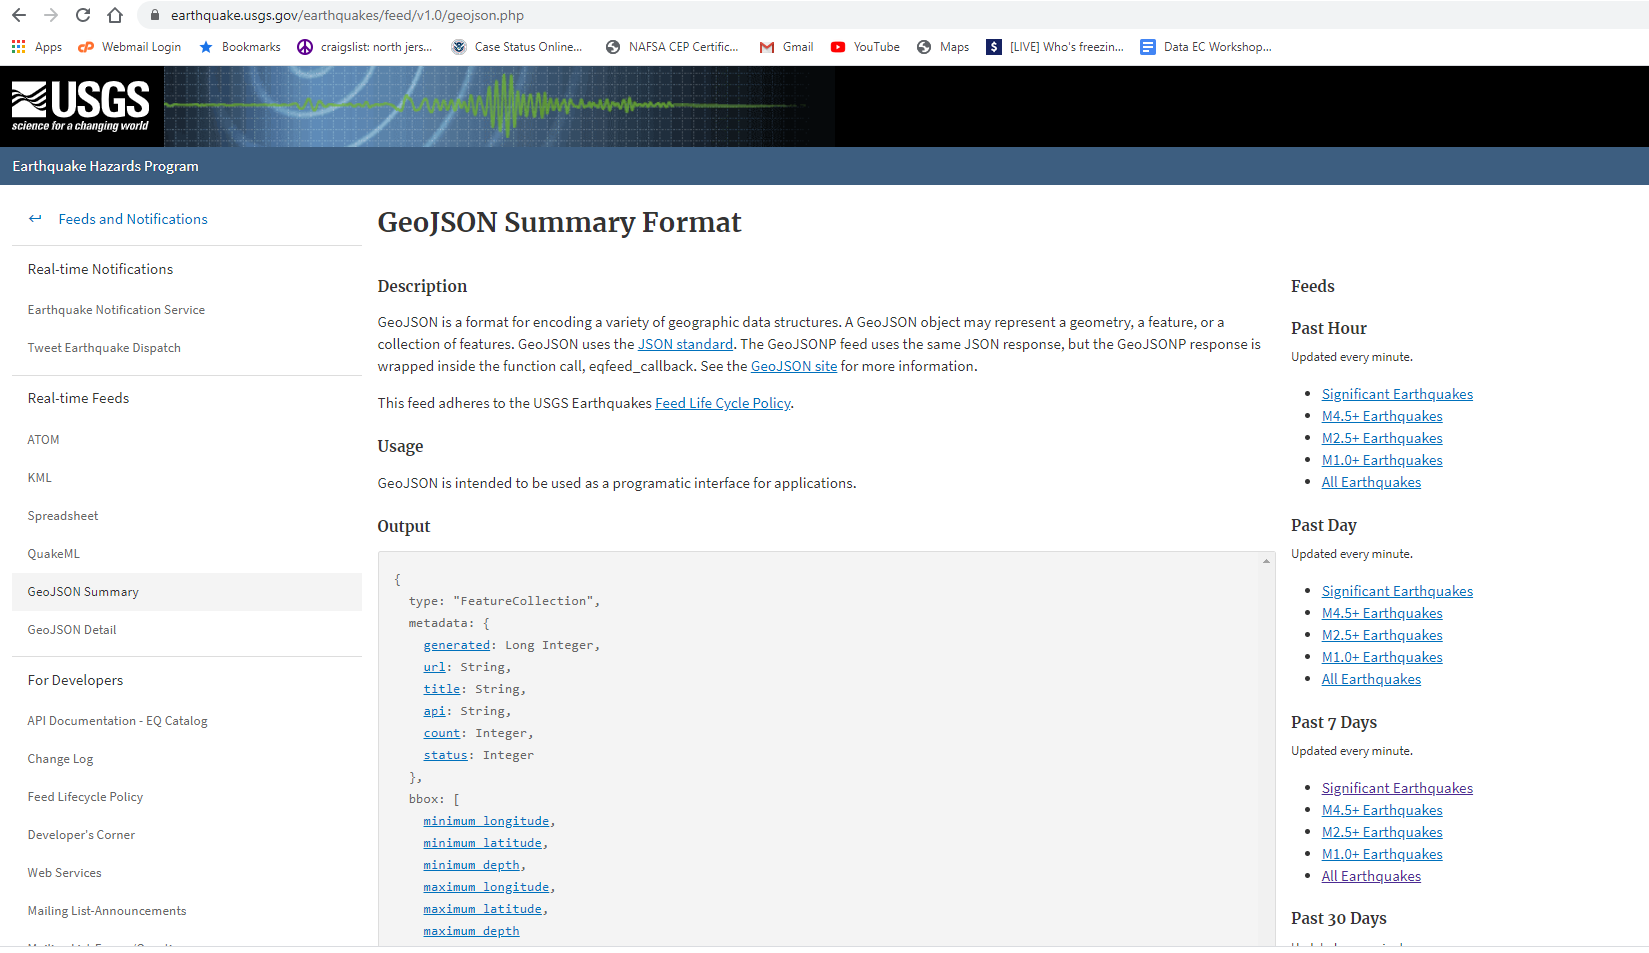 earthquake.usgs.gov/earthquakes/feed/v1.0/geojson.php
Apps Webmail Login Bookmarks craigslist: north jers... Case Status Online... NAFSA CEP Certific... Gmail YouTube Maps [LIVE] Who's freezin... Data EC Workshop...
USGS
science for a changing world
Earthquake Hazards Program
Feeds and Notifications
Real-time Notifications
Earthquake Notification Service
Tweet Earthquake Dispatch
Real-time Feeds
ATOM
KML
Spreadsheet
QuakeML
GeoJSON Summary
GeoJSON Detail
For Developers
API Documentation - EQ Catalog
Change Log
Feed Lifecycle Policy
Developer's Corner
Web Services
Mailing List-Announcements
GeoJSON Summary Format
Description
GeoJSON is a format for encoding a variety of geographic data structures. A GeoJSON object may represent a geometry, a feature, or a
collection of features. GeoJSON uses the JSON standard. The GeoJSONP feed uses the same JSON response, but the GeoJSONP response is
wrapped inside the function call, eqfeed_callback. See the GeoJSON site for more information.
This feed adheres to the USGS Earthquakes Feed Life Cycle Policy.
Usage
GeoJSON is intended to be used as a programatic interface for applications.
Output
{
type: "FeatureCollection",
metadata: {
generated: Long Integer,
url: String,
title: String,
api: String,
count: Integer,
status: Integer
},
bbox: [
minimum longitude,
minimum latitude,
minimum depth,
maximum longitude,
maximum latitude,
maximum depth
Feeds
Past Hour
Updated every minute.
Significant Earthquakes
M4.5+ Earthquakes
M2.5+ Earthquakes
M1.0+ Earthquakes
All Earthquakes
Past Day
Updated every minute.
Significant Earthquakes
M4.5+ Earthquakes
M2.5+ Earthquakes
M1.0+ Earthquakes
All Earthquakes
Past 7 Days
Updated every minute.
Significant Earthquakes
M4.5+ Earthquakes
M2.5+ Earthquakes
M1.0+ Earthquakes
All Earthquakes
Past 30 Days